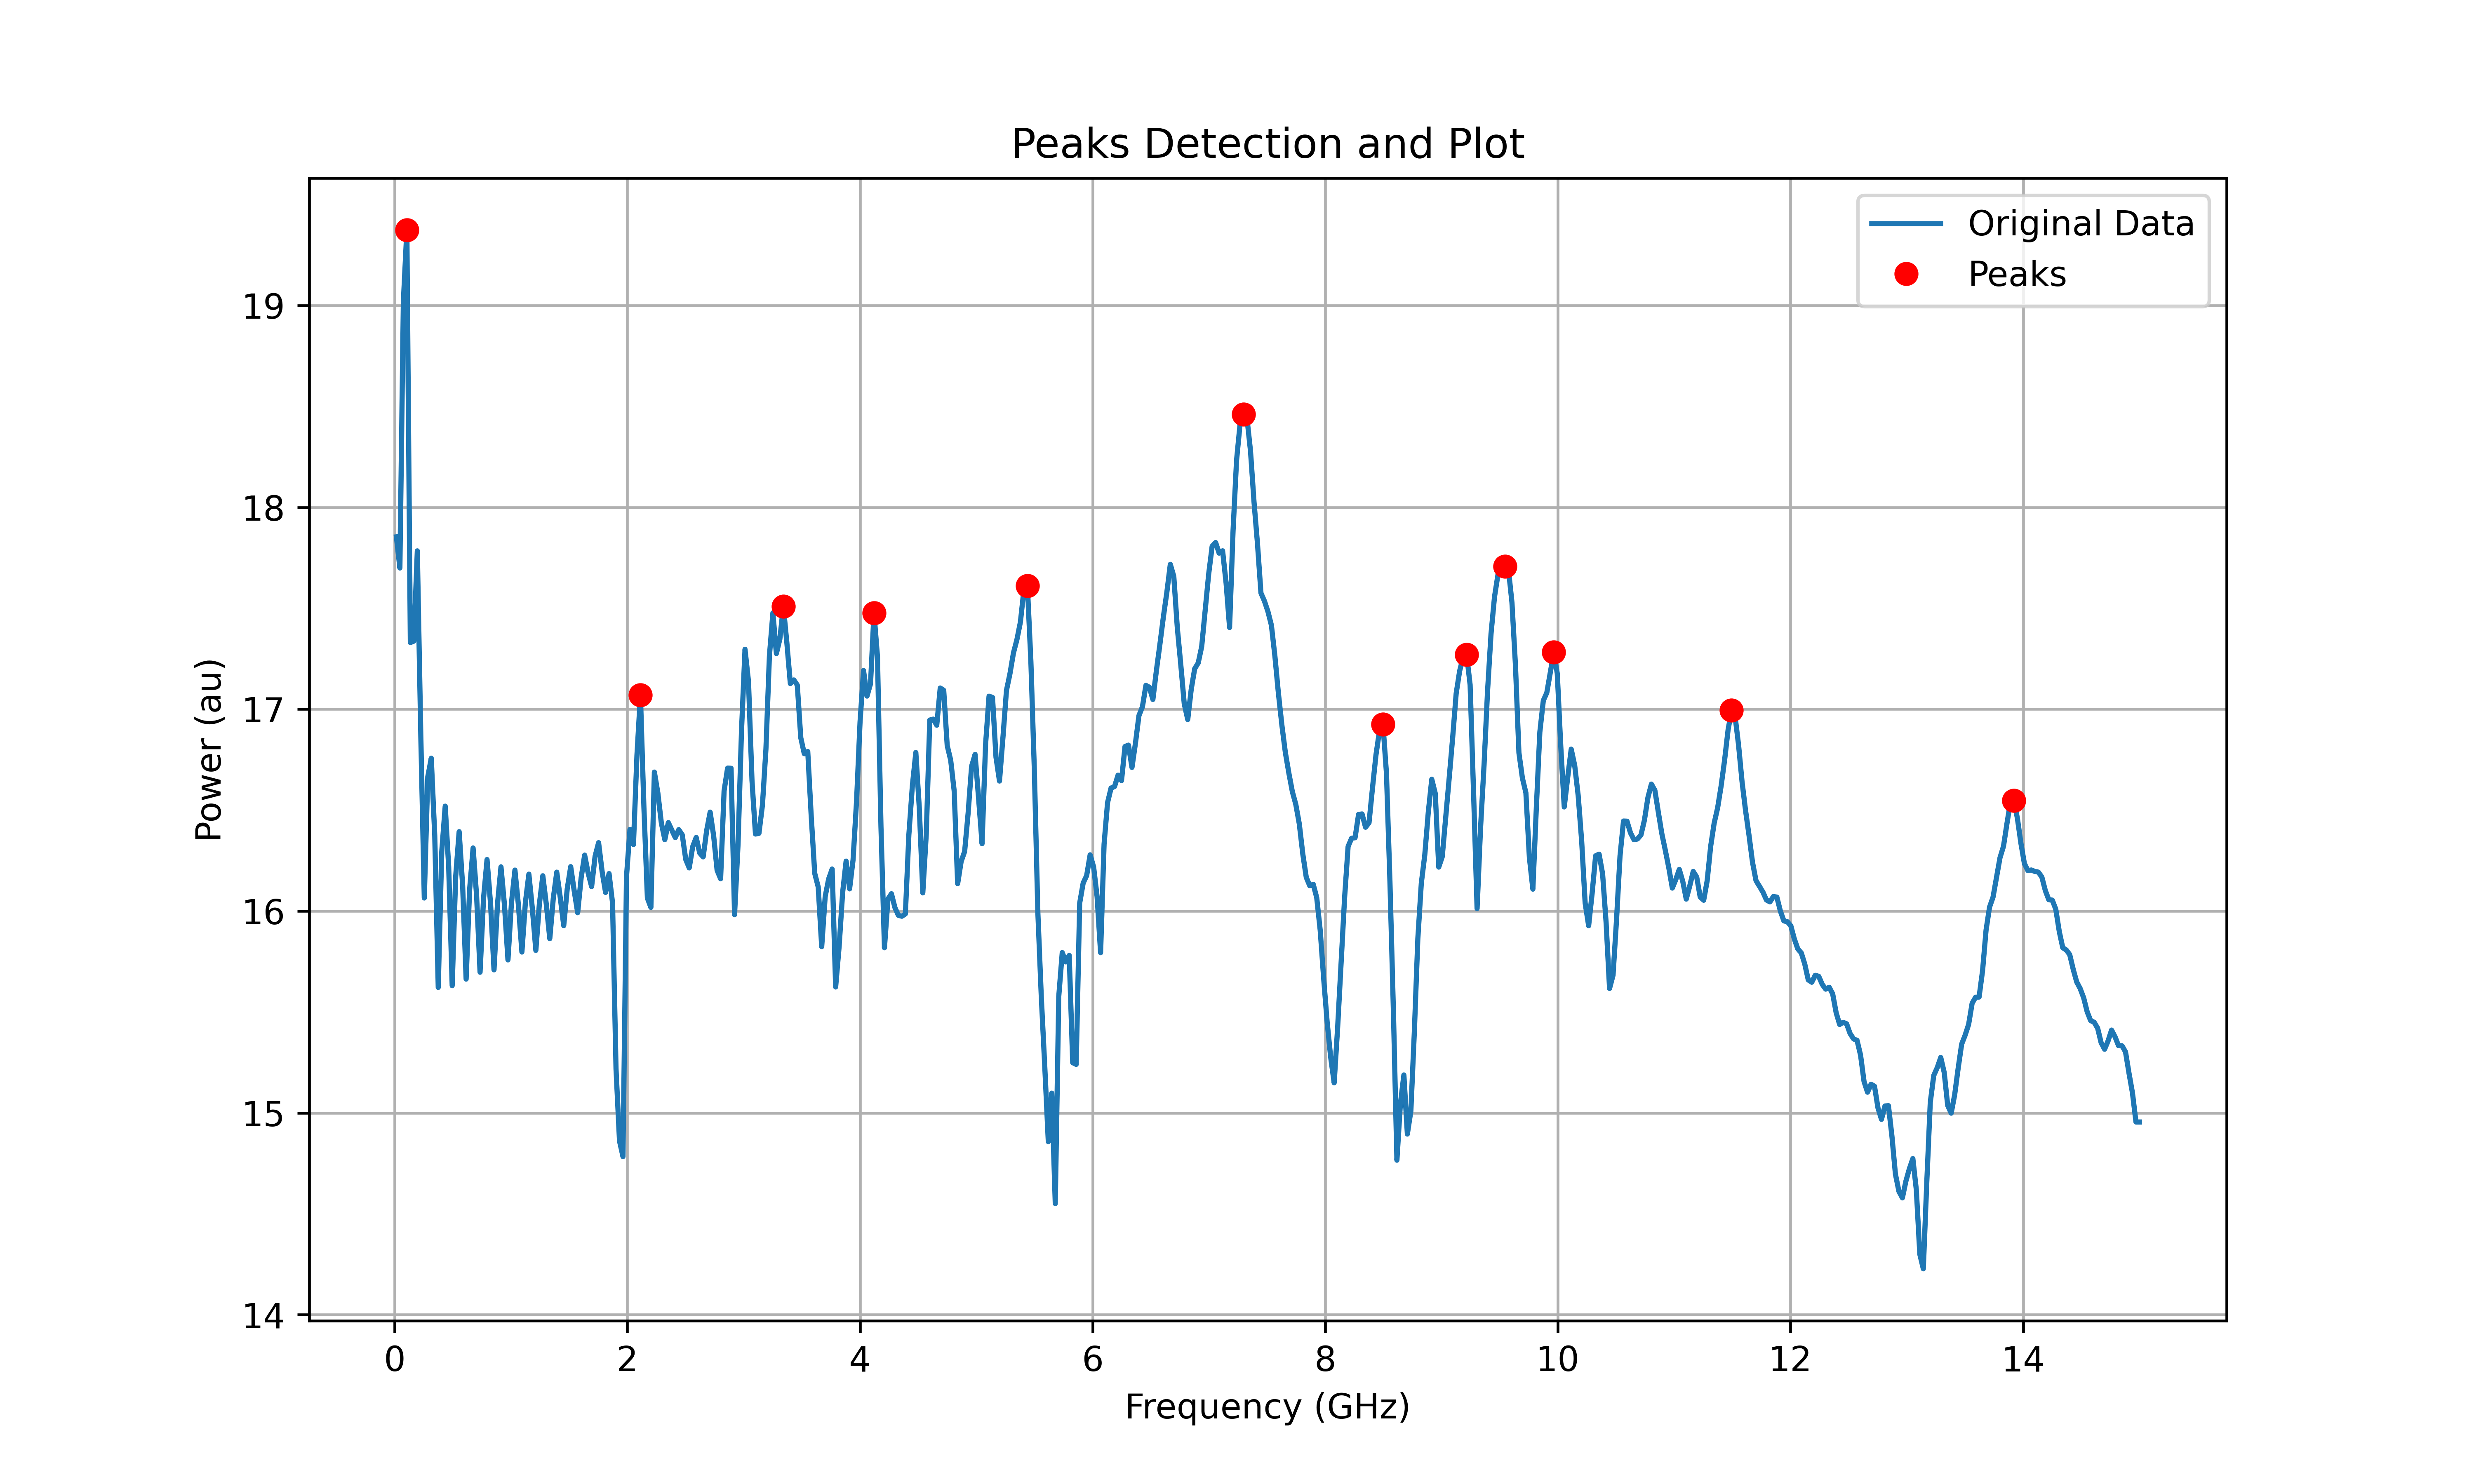 Peaks Detection and Plot
Original Data
Peaks
Power (au)
19
18
17
16
15
14
0 2 4 6 8 10 12 14
Frequency (GHz)